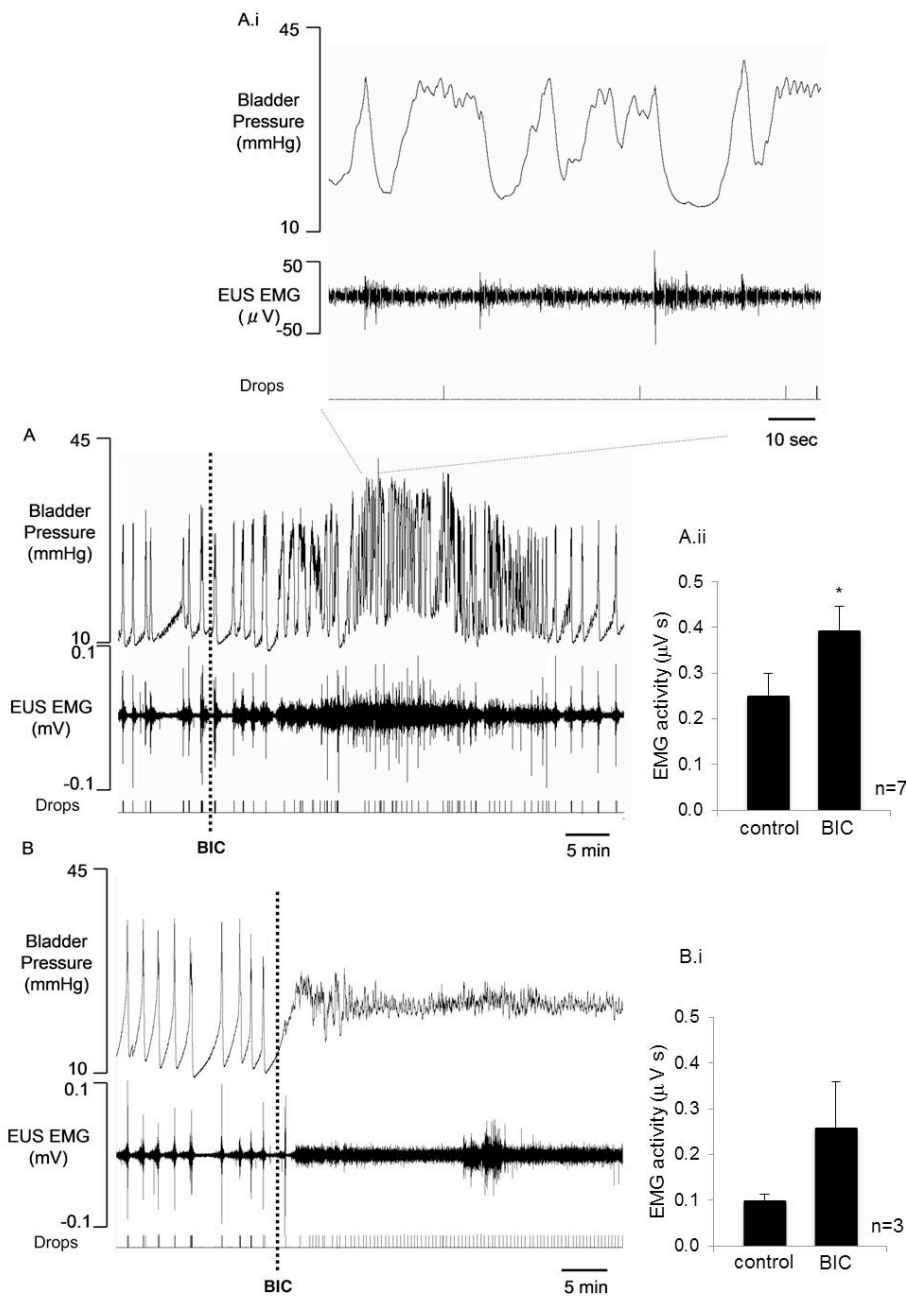 A.i
45
Bladder
Pressure
(mmHg)
10
50
EUS EMG
(μV)
-50
Drops
10 sec
A
45
Bladder
Pressure
(mmHg)
10
0.1
EUS EMG
(mV)
-0.1
Drops
BIC
5 min
A.ii
0.5
*
0.4
0.3
0.2
0.1
0.0
EMG activity (μV s)
control
BIC
n=7
B
45
Bladder
Pressure
(mmHg)
10
0.1
EUS EMG
(mV)
-0.1
Drops
BIC
5 min
B.i
0.5
0.4
0.3
0.2
0.1
0.0
EMG activity (μ V s)
control
BIC
n=3